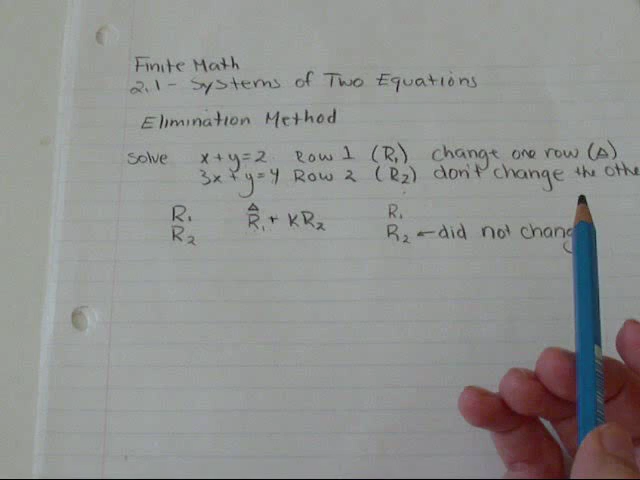 Finite Math
2.1 - Systems of Two Equations
Elimination Method
Solve x+y=2 Row 1 (R₁) change one row (△)
3x+y=4 Row 2 (R₂) don't change the othe
R₁ △R₁ + KR₂ R₁
R₂ R₂ ← did not chang